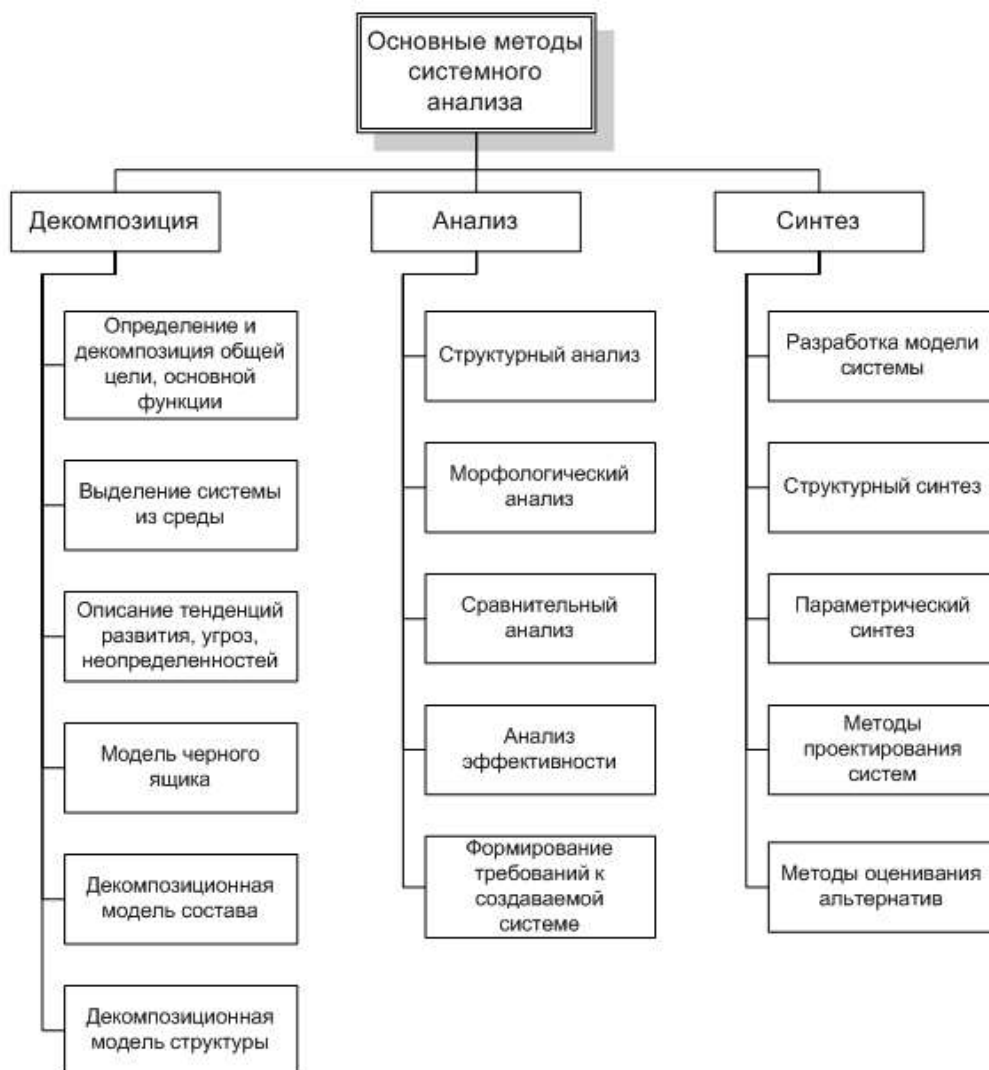 Основные методы
системного
анализа
Декомпозиция
Анализ
Синтез
Определение и
декомпозиция общей
цели, основной
функции
Выделение системы
из среды
Описание тенденций
развития, угроз,
неопределенностей
Модель черного
ящика
Декомпозиционная
модель состава
Декомпозиционная
модель структуры
Структурный анализ
Морфологический
анализ
Сравнительный
анализ
Анализ
эффективности
Формирование
требований к
создаваемой
системе
Разработка модели
системы
Структурный синтез
Параметрический
синтез
Методы
проектирования
систем
Методы оценивания
альтернатив